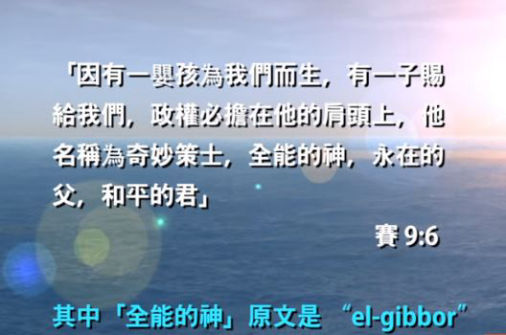 「因有一嬰孩為我們而生，有一子賜
給我們，政權必擔在他的肩頭上，他
名稱為奇妙策士，全能的神，永在的
父，和平的君」
賽 9:6
其中「全能的神」原文是 “el-gibbor”